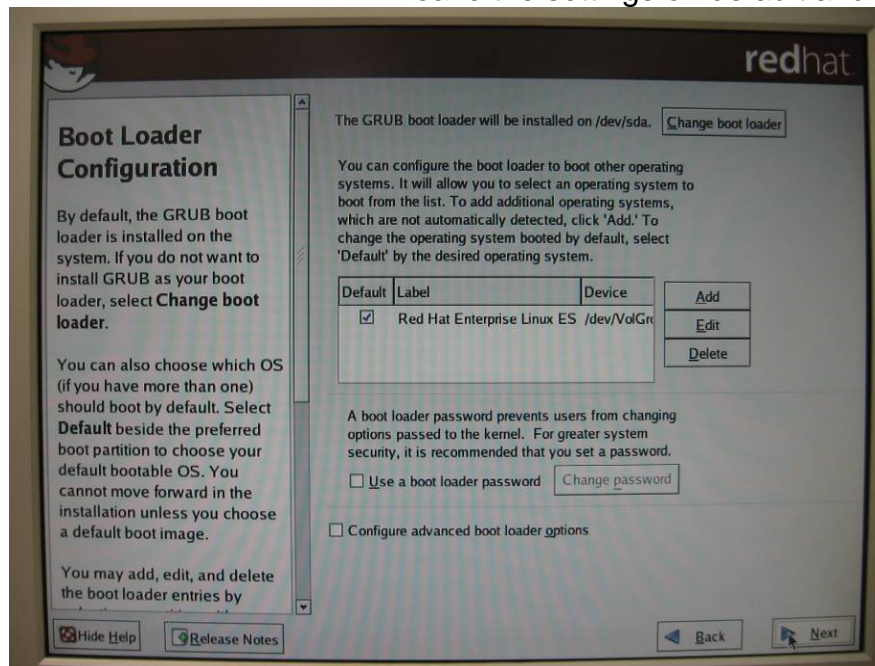 redhat
Boot Loader
Configuration
By default, the GRUB boot
loader is installed on the
system. If you do not want to
install GRUB as your boot
loader, select Change boot
loader.
You can also choose which OS
(if you have more than one)
should boot by default. Select
Default beside the preferred
boot partition to choose your
default bootable OS. You
cannot move forward in the
installation unless you choose
a default boot image.
You may add, edit, and delete
the boot loader entries by
The GRUB boot loader will be installed on /dev/sda. Change boot loader
You can configure the boot loader to boot other operating
systems. It will allow you to select an operating system to
boot from the list. To add additional operating systems,
which are not automatically detected, click 'Add.' To
change the operating system booted by default, select
'Default' by the desired operating system.
Default Label Device
Red Hat Enterprise Linux ES /dev/VolGro
Add
Edit
Delete
A boot loader password prevents users from changing
options passed to the kernel. For greater system
security, it is recommended that you set a password.
Use a boot loader password Change password
Configure advanced boot loader options
Hide Help Release Notes Back Next